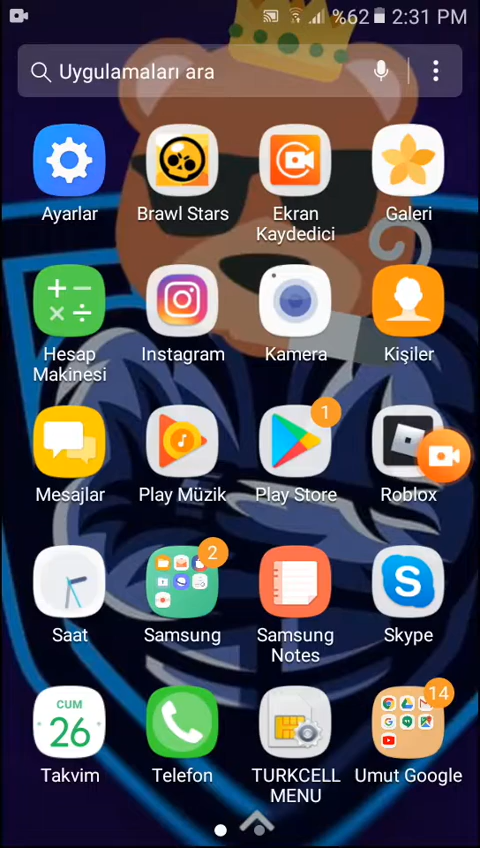 %62 2:31 PM
Uygulamaları ara
Ayarlar
Brawl Stars
Ekran
Kaydedici
Galeri
Hesap
Makinesi
Instagram
Kamera
Kişiler
1
Mesajlar
Play Müzik
Play Store
Roblox
2
Saat
Samsung
Samsung
Notes
Skype
CUM
26
14
Takvim
Telefon
TURKCELL
MENU
Umut Google